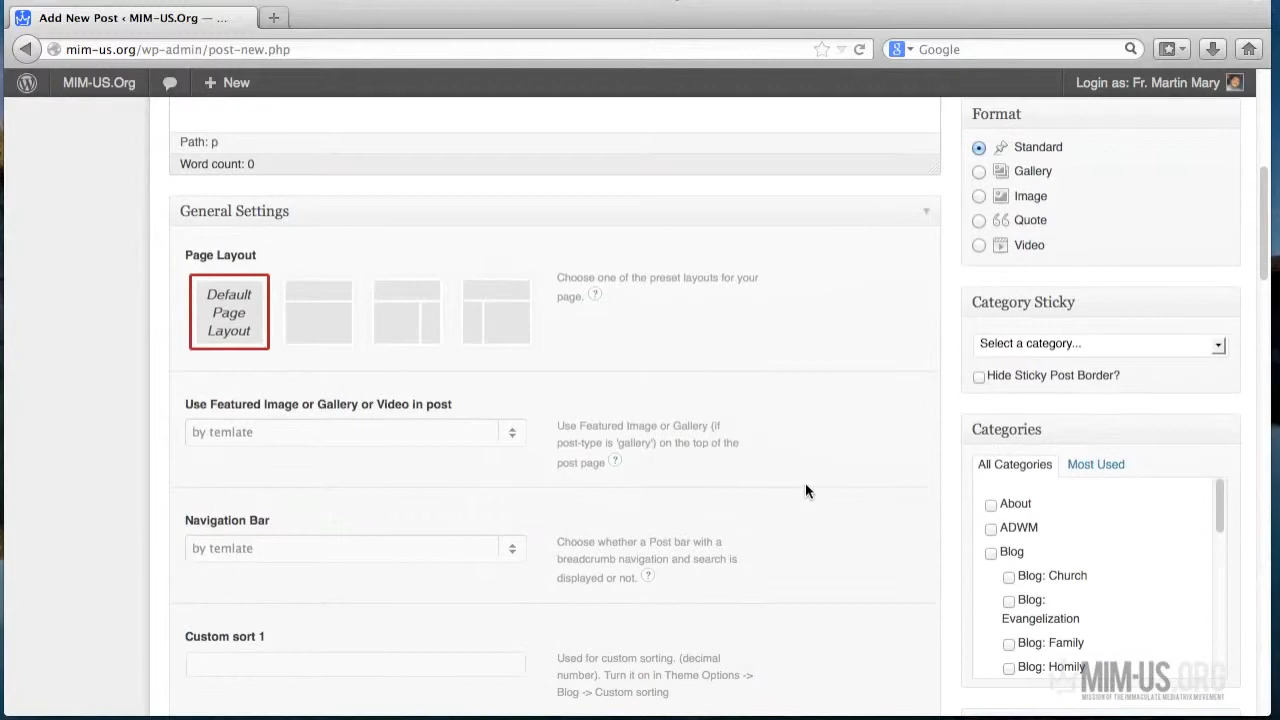 Add New Post ‹ MIM-US.Org — ...
mim-us.org/wp-admin/post-new.php
Google
MIM-US.Org
New
Login as: Fr. Martin Mary
Path: p
Word count: 0
General Settings
Page Layout
Default
Page
Layout
Choose one of the preset layouts for your
page. ?
Use Featured Image or Gallery or Video in post
by temlate
Use Featured Image or Gallery (if
post-type is 'gallery') on the top of the
post page ?
Navigation Bar
by temlate
Choose whether a Post bar with a
breadcrumb navigation and search is
displayed or not. ?
Custom sort 1
Used for custom sorting. (decimal
number). Turn it on in Theme Options ->
Blog -> Custom sorting
Format
Standard
Gallery
Image
Quote
Video
Category Sticky
Select a category...
Hide Sticky Post Border?
Categories
All Categories
Most Used
About
ADWM
Blog
Blog: Church
Blog:
Evangelization
Blog: Family
Blog: Homily
MIM-US.ORG
MISSION OF THE IMMACULATE MEDIATRIX MOVEMENT